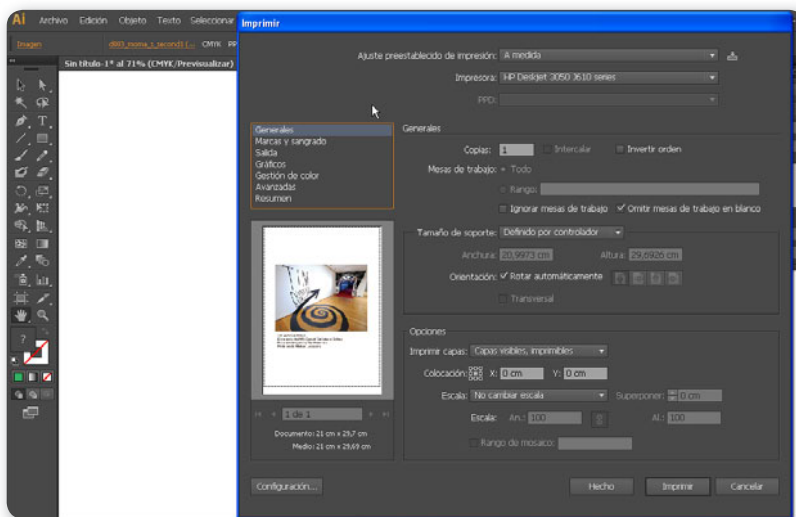 Ai Archivo Edición Objeto Texto Seleccionar
Imprimir
Imagen CMYK PP
Sin título-1* al 71% (CMYK/Previsualizar)
Ajuste preestablecido de impresión: A medida
Impresora: HP Deskjet 3050 J610 series
PPD:
Generales
Marcas y sangrado
Salida
Gráficos
Gestión de color
Avanzadas
Resumen
Generales
Copias: 1 Intercalar Invertir orden
Mesas de trabajo: Todo
Rango:
Ignorar mesas de trabajo Omitir mesas de trabajo en blanco
Tamaño de soporte: Definido por controlador
Anchura: 20,9973 cm Altura: 29,6926 cm
Orientación: Rotar automáticamente
Transversal
Opciones
Imprimir capas: Capas visibles, imprimibles
Colocación: X: 0 cm Y: 0 cm
Escala: No cambiar escala Superponer: 0 cm
Escala: An.: 100 Al.: 100
Rango de mosaico:
1 de 1
Documento: 21 cm x 29,7 cm
Medio: 21 cm x 29,69 cm
Configuración... Hecho Imprimir Cancelar